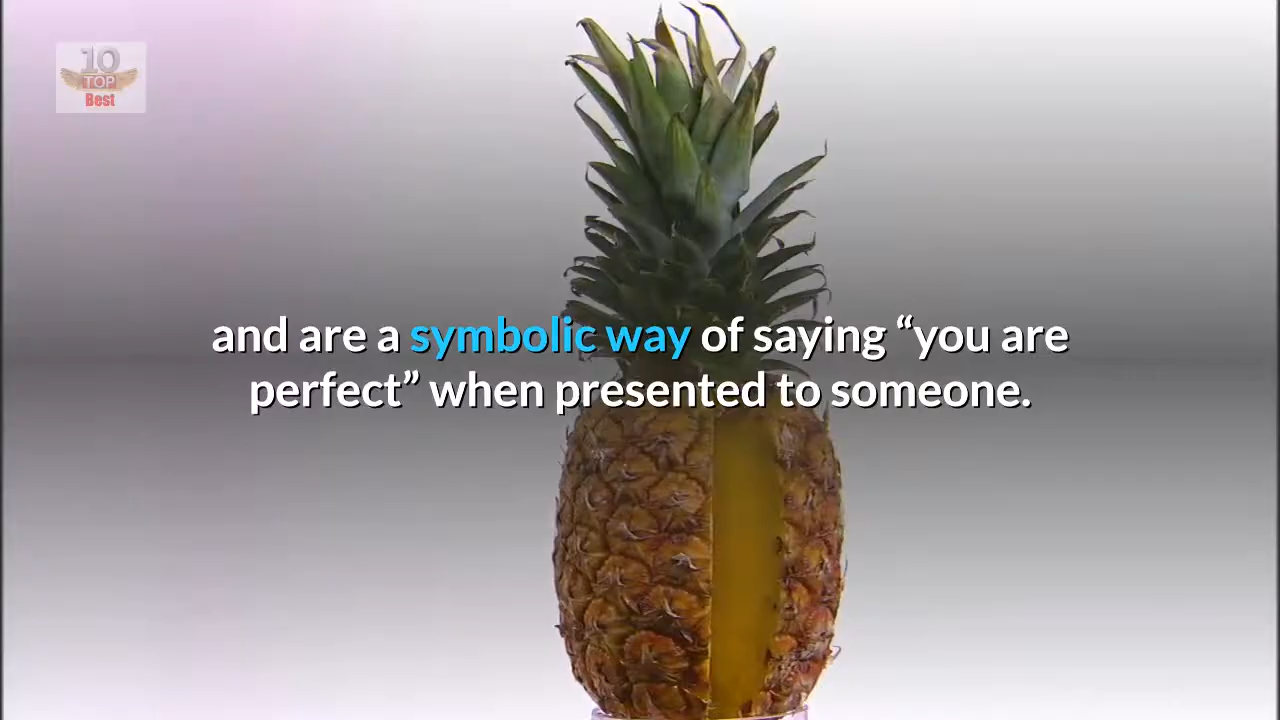 10
TOP
Best
and are a symbolic way of saying “you are
perfect” when presented to someone.